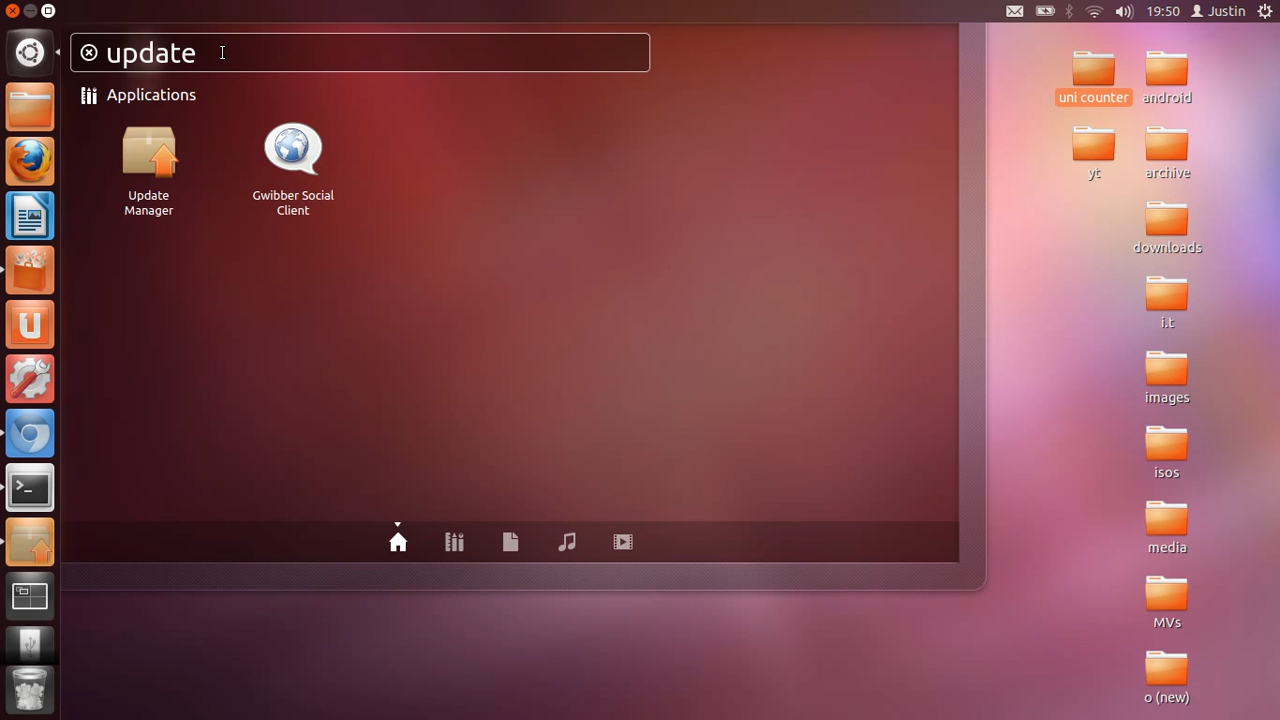 19:50 Justin
update
Applications
Update
Manager
Gwibber Social
Client
uni counter
android
yt
archive
downloads
i.t
images
isos
media
MVs
o (new)